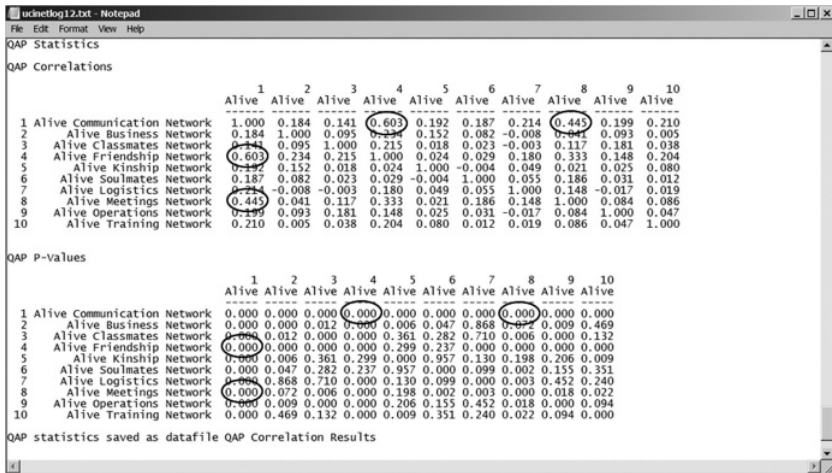 ucinetlog12.txt - Notepad
File Edit Format View Help
QAP Statistics
QAP Correlations
1 2 3 4 5 6 7 8 9 10
Alive Alive Alive Alive Alive Alive Alive Alive Alive Alive
------ ------ ------ ------ ------ ------ ------ ------ ------ ------
1 Alive Communication Network 1.000 0.184 0.141 0.603 0.192 0.187 0.214 0.445 0.199 0.210
2 Alive Business Network 0.184 1.000 0.095 0.234 0.152 0.082 -0.008 0.041 0.093 0.005
3 Alive Classmates Network 0.141 0.095 1.000 0.215 0.018 0.023 -0.003 0.117 0.181 0.038
4 Alive Friendship Network 0.603 0.234 0.215 1.000 0.024 0.029 0.180 0.333 0.148 0.204
5 Alive Kinship Network 0.192 0.152 0.018 0.024 1.000 -0.004 0.049 0.021 0.025 0.080
6 Alive Soulmates Network 0.187 0.082 0.023 0.029 -0.004 1.000 0.055 0.186 0.031 0.012
7 Alive Logistics Network 0.214 -0.008 -0.003 0.180 0.049 0.055 1.000 0.148 -0.017 0.019
8 Alive Meetings Network 0.445 0.041 0.117 0.333 0.021 0.186 0.148 1.000 0.084 0.086
9 Alive Operations Network 0.199 0.093 0.181 0.148 0.025 0.031 -0.017 0.084 1.000 0.047
10 Alive Training Network 0.210 0.005 0.038 0.204 0.080 0.012 0.019 0.086 0.047 1.000
QAP P-Values
1 2 3 4 5 6 7 8 9 10
Alive Alive Alive Alive Alive Alive Alive Alive Alive Alive
----- ----- ----- ----- ----- ----- ----- ----- ----- -----
1 Alive Communication Network 0.000 0.000 0.000 0.000 0.000 0.000 0.000 0.000 0.000 0.000
2 Alive Business Network 0.000 0.000 0.012 0.000 0.006 0.047 0.868 0.072 0.009 0.469
3 Alive Classmates Network 0.000 0.012 0.000 0.000 0.361 0.282 0.710 0.006 0.000 0.132
4 Alive Friendship Network 0.000 0.000 0.000 0.000 0.299 0.237 0.000 0.000 0.000 0.000
5 Alive Kinship Network 0.000 0.006 0.361 0.299 0.000 0.957 0.130 0.198 0.206 0.009
6 Alive Soulmates Network 0.000 0.047 0.282 0.237 0.957 0.000 0.099 0.002 0.155 0.351
7 Alive Logistics Network 0.000 0.868 0.710 0.000 0.130 0.099 0.000 0.003 0.452 0.240
8 Alive Meetings Network 0.000 0.072 0.006 0.000 0.198 0.002 0.003 0.000 0.018 0.022
9 Alive Operations Network 0.000 0.009 0.000 0.000 0.206 0.155 0.452 0.018 0.000 0.094
10 Alive Training Network 0.000 0.469 0.132 0.000 0.009 0.351 0.240 0.022 0.094 0.000
QAP statistics saved as datafile QAP Correlation Results